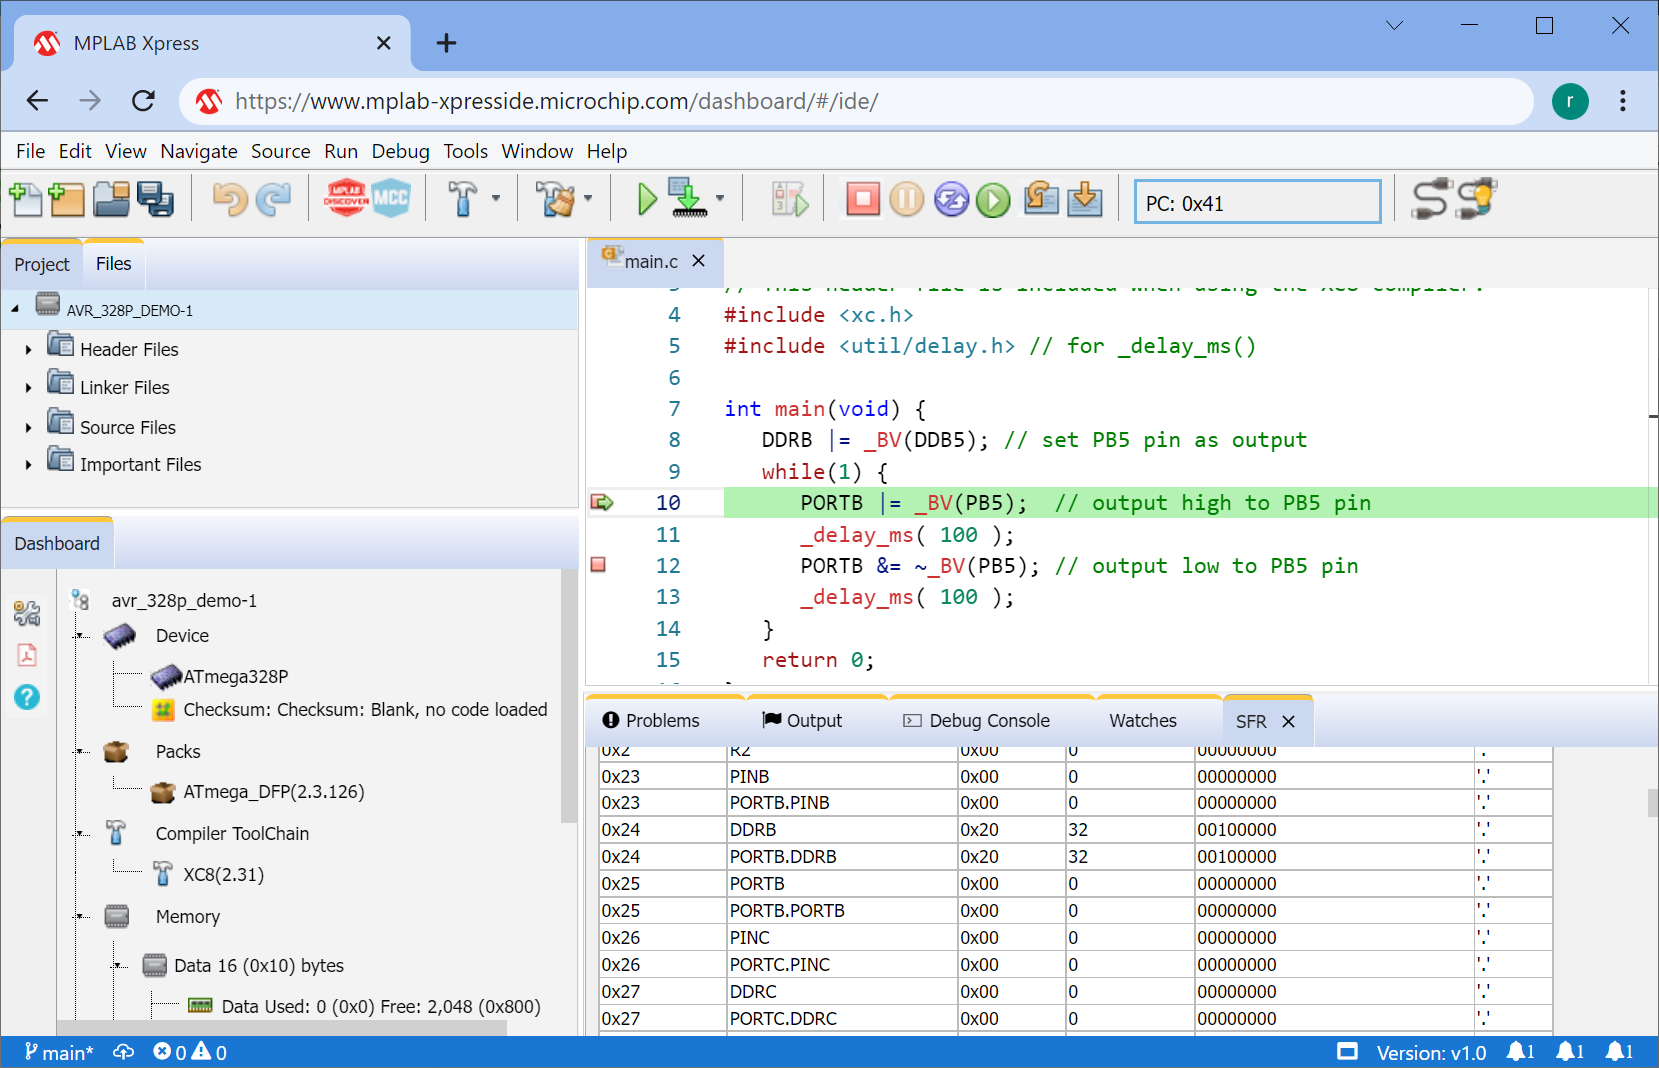 MPLAB Xpress
https://www.mplab-xpresside.microchip.com/dashboard/#/ide/
r
File Edit View Navigate Source Run Debug Tools Window Help
MPLAB DISCOVER
MCC
PC: 0x41
Project Files
AVR_328P_DEMO-1
Header Files
Linker Files
Source Files
Important Files
Dashboard
avr_328p_demo-1
Device
ATmega328P
Checksum: Checksum: Blank, no code loaded
Packs
ATmega_DFP(2.3.126)
Compiler ToolChain
XC8(2.31)
Memory
Data 16 (0x10) bytes
Data Used: 0 (0x0) Free: 2,048 (0x800)
main.c
3 // This header file is included when using the XC8 compiler.
4 #include <xc.h>
5 #include <util/delay.h> // for _delay_ms()
6
7 int main(void) {
8 DDRB |= _BV(DDB5); // set PB5 pin as output
9 while(1) {
10 PORTB |= _BV(PB5); // output high to PB5 pin
11 _delay_ms( 100 );
12 PORTB &= ~_BV(PB5); // output low to PB5 pin
13 _delay_ms( 100 );
14 }
15 return 0;
Problems Output Debug Console Watches SFR
0x2 R2 0x00 0 00000000 '.'
0x23 PINB 0x00 0 00000000 '.'
0x23 PORTB.PINB 0x00 0 00000000 '.'
0x24 DDRB 0x20 32 00100000 '.'
0x24 PORTB.DDRB 0x20 32 00100000 '.'
0x25 PORTB 0x00 0 00000000 '.'
0x25 PORTB.PORTB 0x00 0 00000000 '.'
0x26 PINC 0x00 0 00000000 '.'
0x26 PORTC.PINC 0x00 0 00000000 '.'
0x27 DDRC 0x00 0 00000000 '.'
0x27 PORTC.DDRC 0x00 0 00000000 '.'
main* 0 0 Version: v1.0 1 1 1